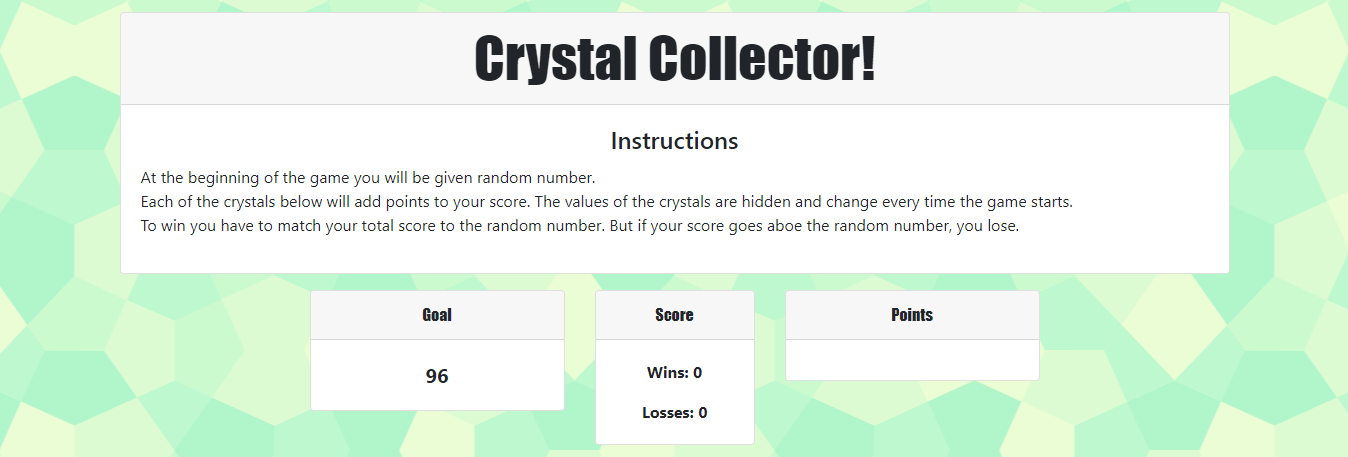 Crystal Collector!
Instructions
At the beginning of the game you will be given random number.
Each of the crystals below will add points to your score. The values of the crystals are hidden and change every time the game starts.
To win you have to match your total score to the random number. But if your score goes aboe the random number, you lose.
Goal
96
Score
Wins: 0
Losses: 0
Points